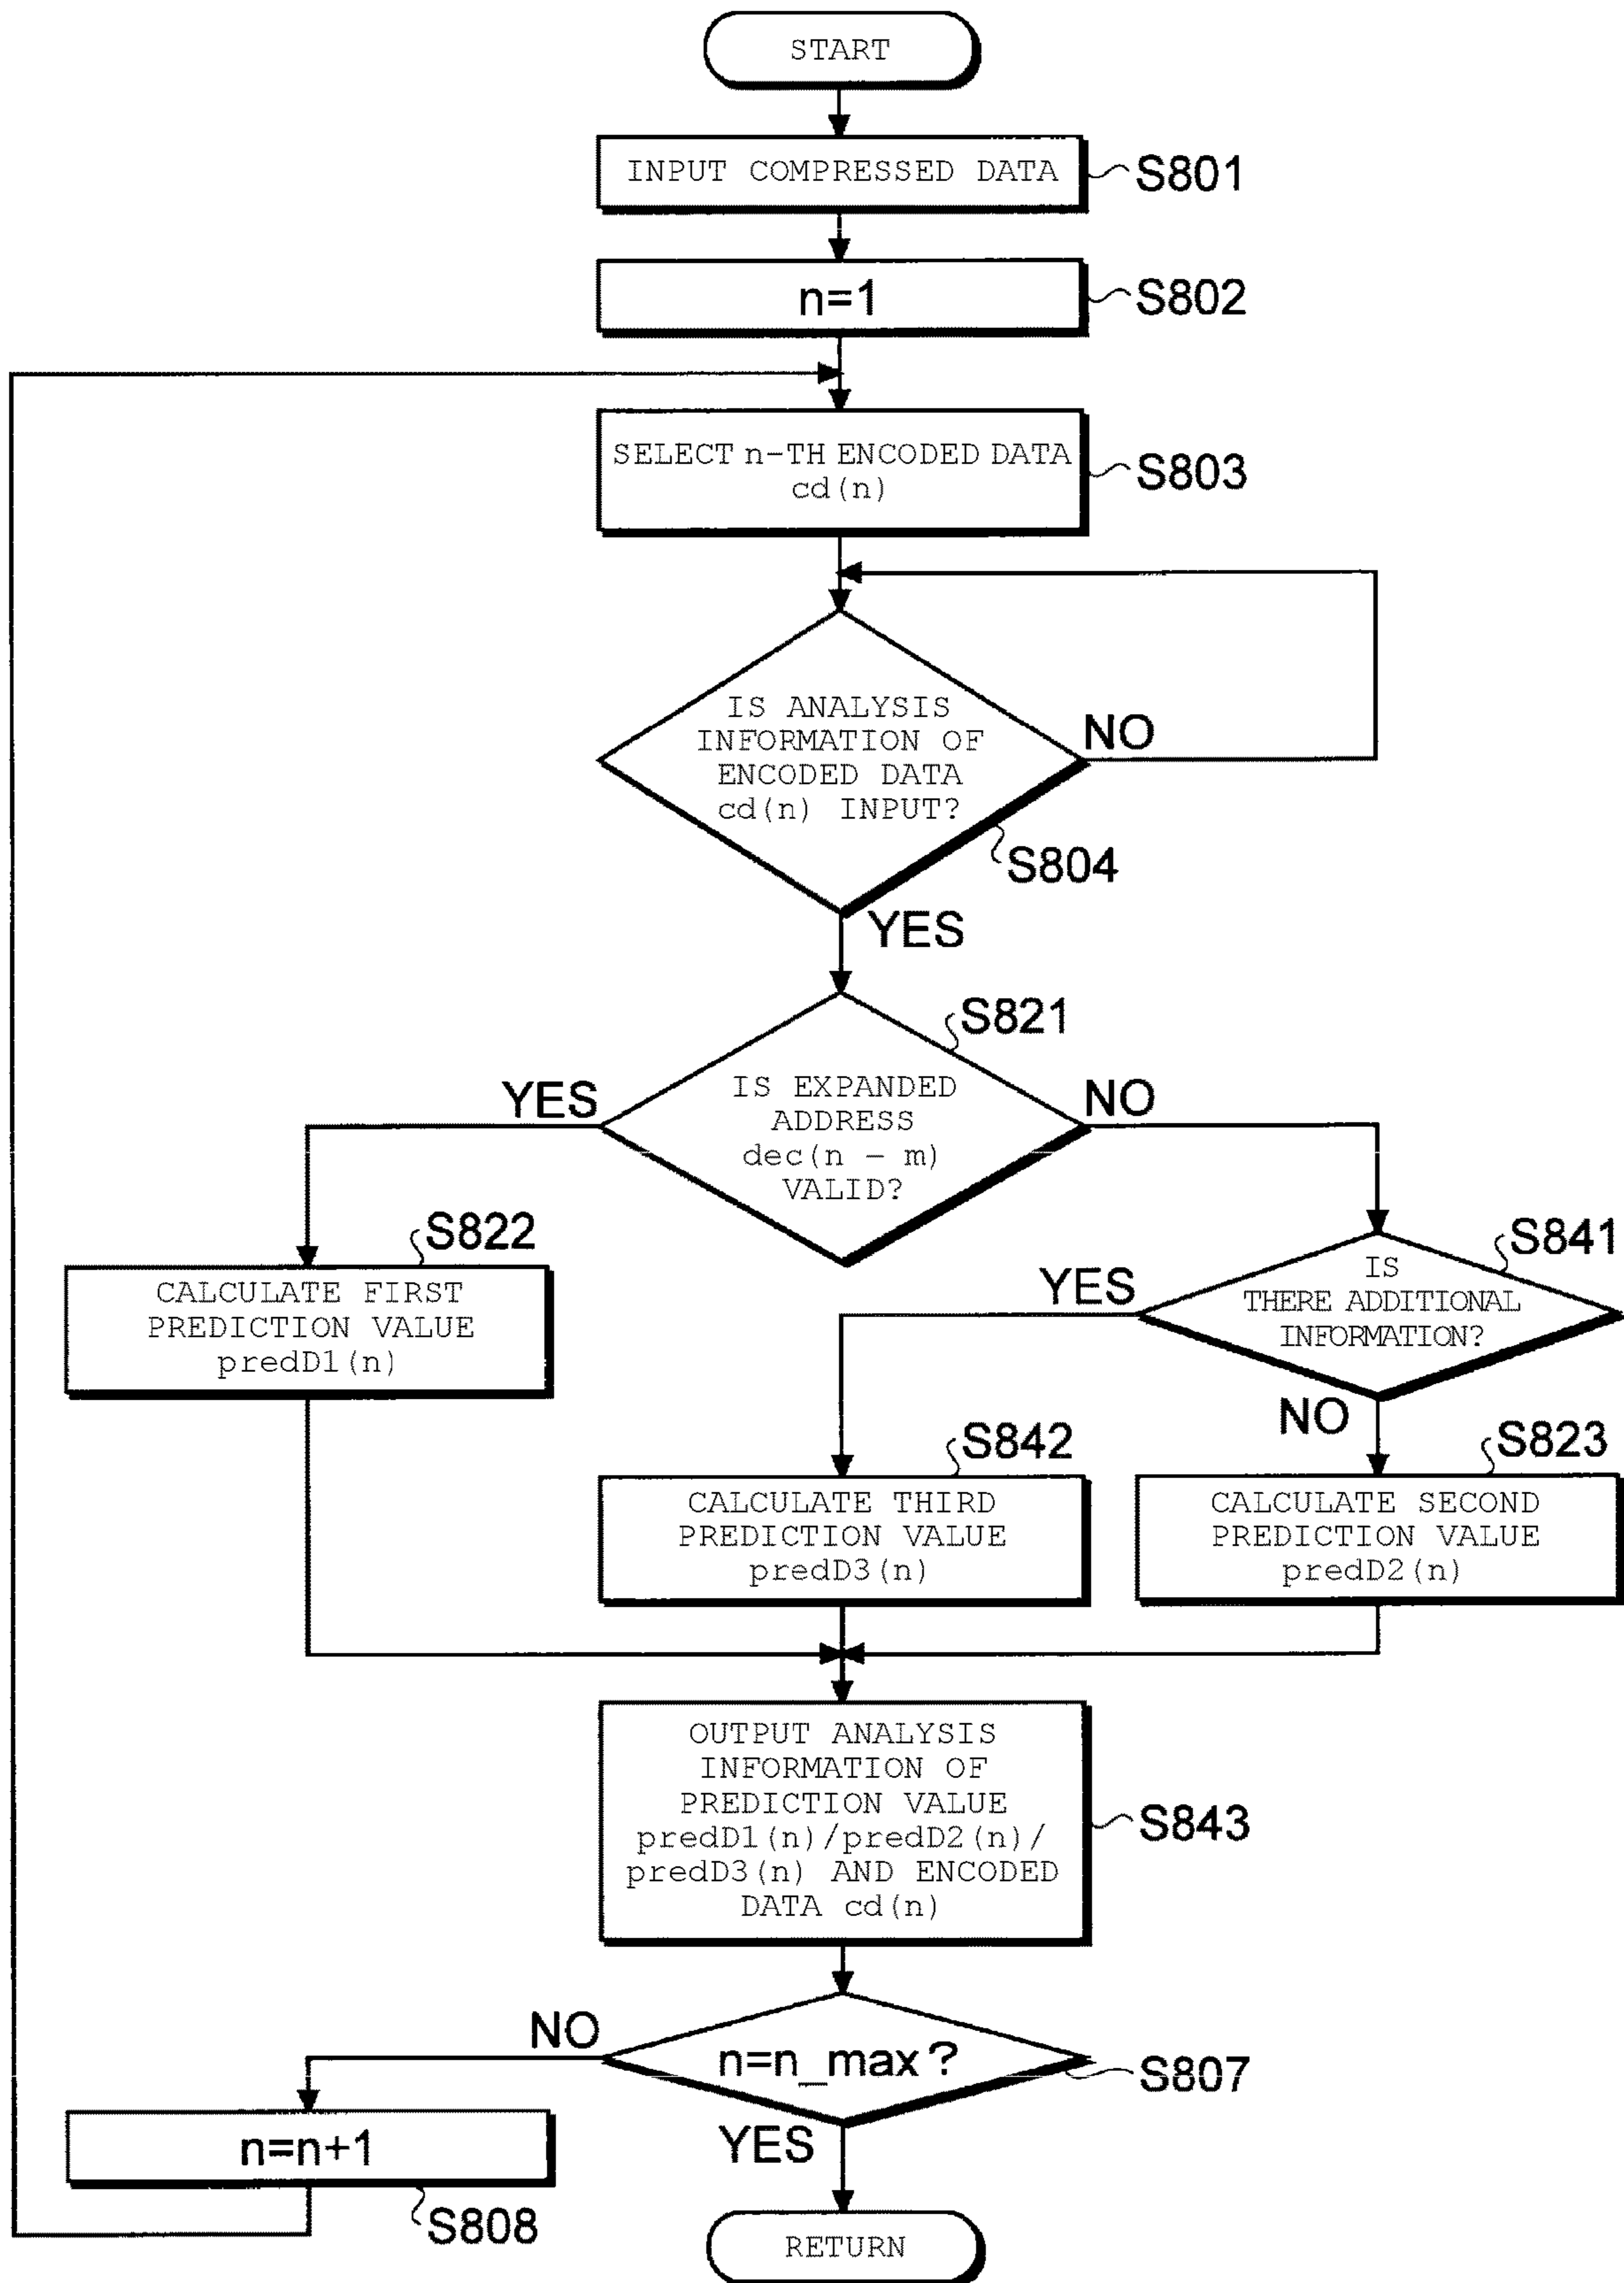 START
INPUT COMPRESSED DATA
S801
n=1
S802
SELECT n-TH ENCODED DATA
cd(n)
S803
IS ANALYSIS
INFORMATION OF
ENCODED DATA
cd(n) INPUT?
NO
S804
YES
S821
IS EXPANDED
ADDRESS
dec(n − m)
VALID?
YES
NO
S822
CALCULATE FIRST
PREDICTION VALUE
predD1(n)
S841
IS
THERE ADDITIONAL
INFORMATION?
YES
NO
S842
CALCULATE THIRD
PREDICTION VALUE
predD3(n)
S823
CALCULATE SECOND
PREDICTION VALUE
predD2(n)
OUTPUT ANALYSIS
INFORMATION OF
PREDICTION VALUE
predD1(n)/predD2(n)/
predD3(n) AND ENCODED
DATA cd(n)
S843
NO
n=n_max?
S807
YES
n=n+1
S808
RETURN